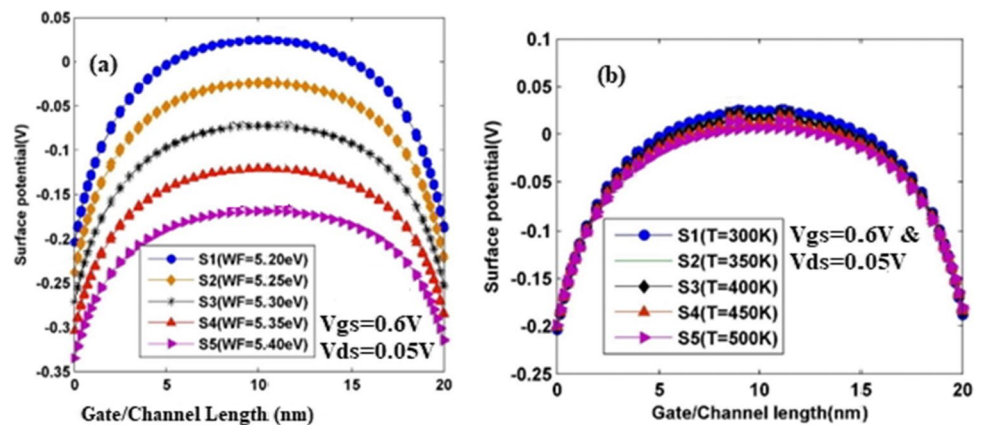 (a)
Surface potential(V)
0.05
0
-0.05
-0.1
-0.15
-0.2
-0.25
-0.3
-0.35
0 5 10 15 20
Gate/Channel Length (nm)
S1(WF=5.20eV)
S2(WF=5.25eV)
S3(WF=5.30eV)
S4(WF=5.35eV)
S5(WF=5.40eV)
Vgs=0.6V
Vds=0.05V
(b)
Surface potential(V)
0.1
0.05
0
-0.05
-0.1
-0.15
-0.2
-0.25
0 5 10 15 20
Gate/Channel length(nm)
S1(T=300K)
S2(T=350K)
S3(T=400K)
S4(T=450K)
S5(T=500K)
Vgs=0.6V &
Vds=0.05V